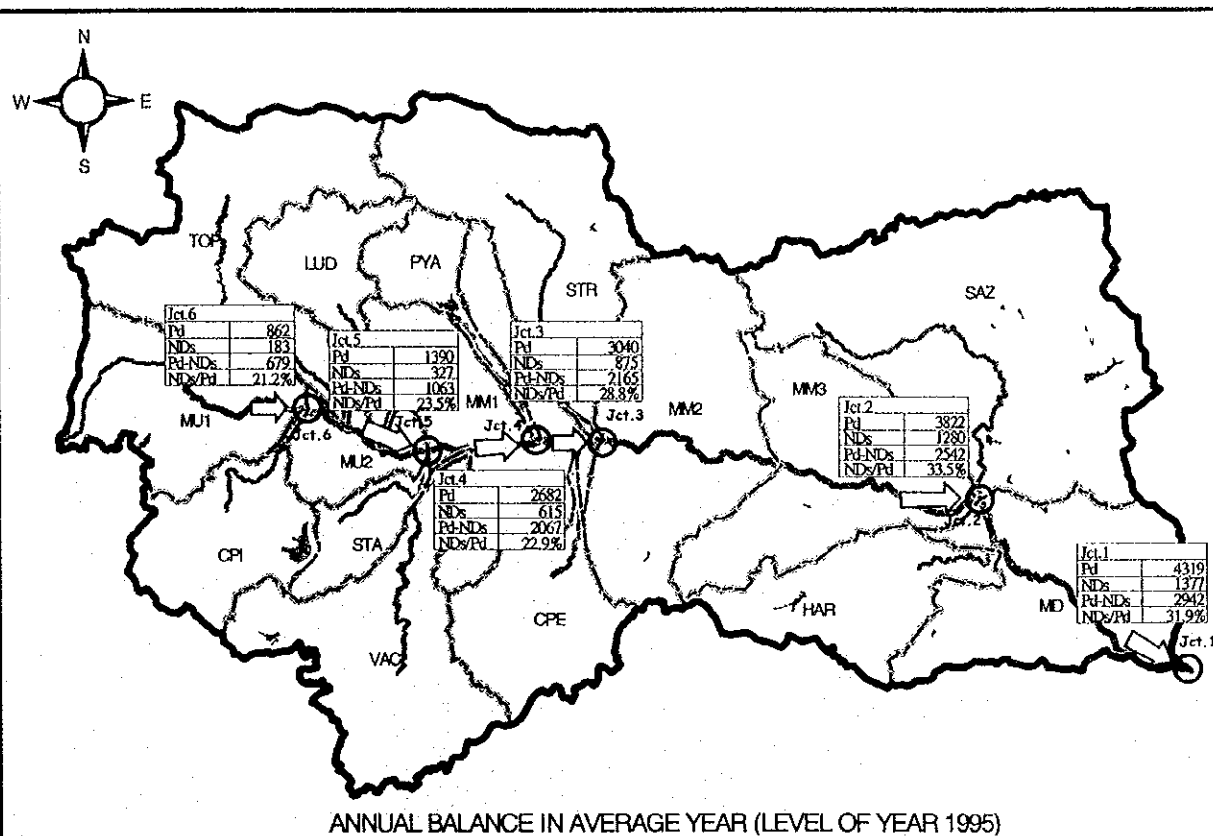 N
W E
S
TOP
LUD
PYA
STR
SAZ
Jct.6
Pd 862
NDs 183
Pd-NDs 679
NDs/Pd 21.2%
Jct.5
Pd 1390
NDs 327
Pd-NDs 1063
NDs/Pd 23.5%
Jct.3
Pd 3040
NDs 875
Pd-NDs 2165
NDs/Pd 28.8%
MM1
MM2
MM3
Jct.2
Pd 3822
NDs 1280
Pd-NDs 2542
NDs/Pd 33.5%
MU1
Jct.6
Jct.5
Jct.4
Jct.3
MU2
Jct.4
Pd 2682
NDs 615
Pd-NDs 2067
NDs/Pd 22.9%
Jct.2
CPI
STA
Jct.1
Pd 4319
NDs 1377
Pd-NDs 2942
NDs/Pd 31.9%
HAR
MD
CPE
VAC
Jct.1
ANNUAL BALANCE IN AVERAGE YEAR (LEVEL OF YEAR 1995)